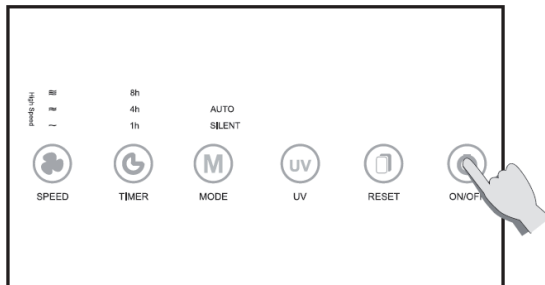 High Speed
8h
4h
1h
AUTO
SILENT
M
UV
SPEED
TIMER
MODE
UV
RESET
ON/OFF